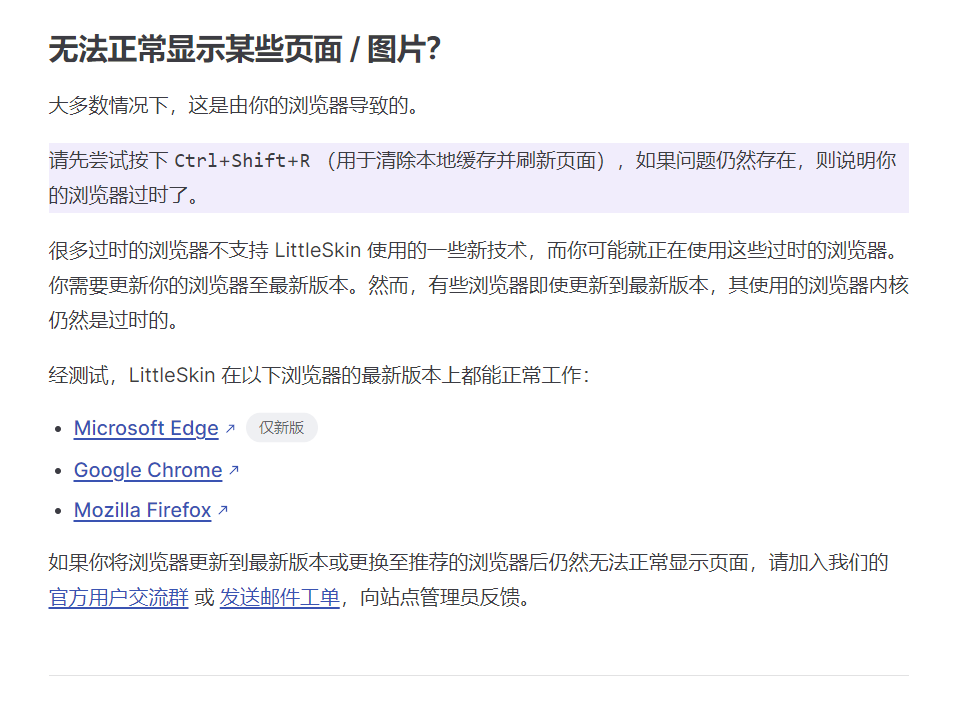 无法正常显示某些页面 / 图片？
大多数情况下，这是由你的浏览器导致的。
请先尝试按下 Ctrl+Shift+R （用于清除本地缓存并刷新页面），如果问题仍然存在，则说明你
的浏览器过时了。
很多过时的浏览器不支持 LittleSkin 使用的一些新技术，而你可能就正在使用这些过时的浏览器。
你需要更新你的浏览器至最新版本。然而，有些浏览器即使更新到最新版本，其使用的浏览器内核
仍然是过时的。
经测试，LittleSkin 在以下浏览器的最新版本上都能正常工作：
• Microsoft Edge ↗ 仅新版
• Google Chrome ↗
• Mozilla Firefox ↗
如果你将浏览器更新到最新版本或更换至推荐的浏览器后仍然无法正常显示页面，请加入我们的
官方用户交流群 或 发送邮件工单，向站点管理员反馈。